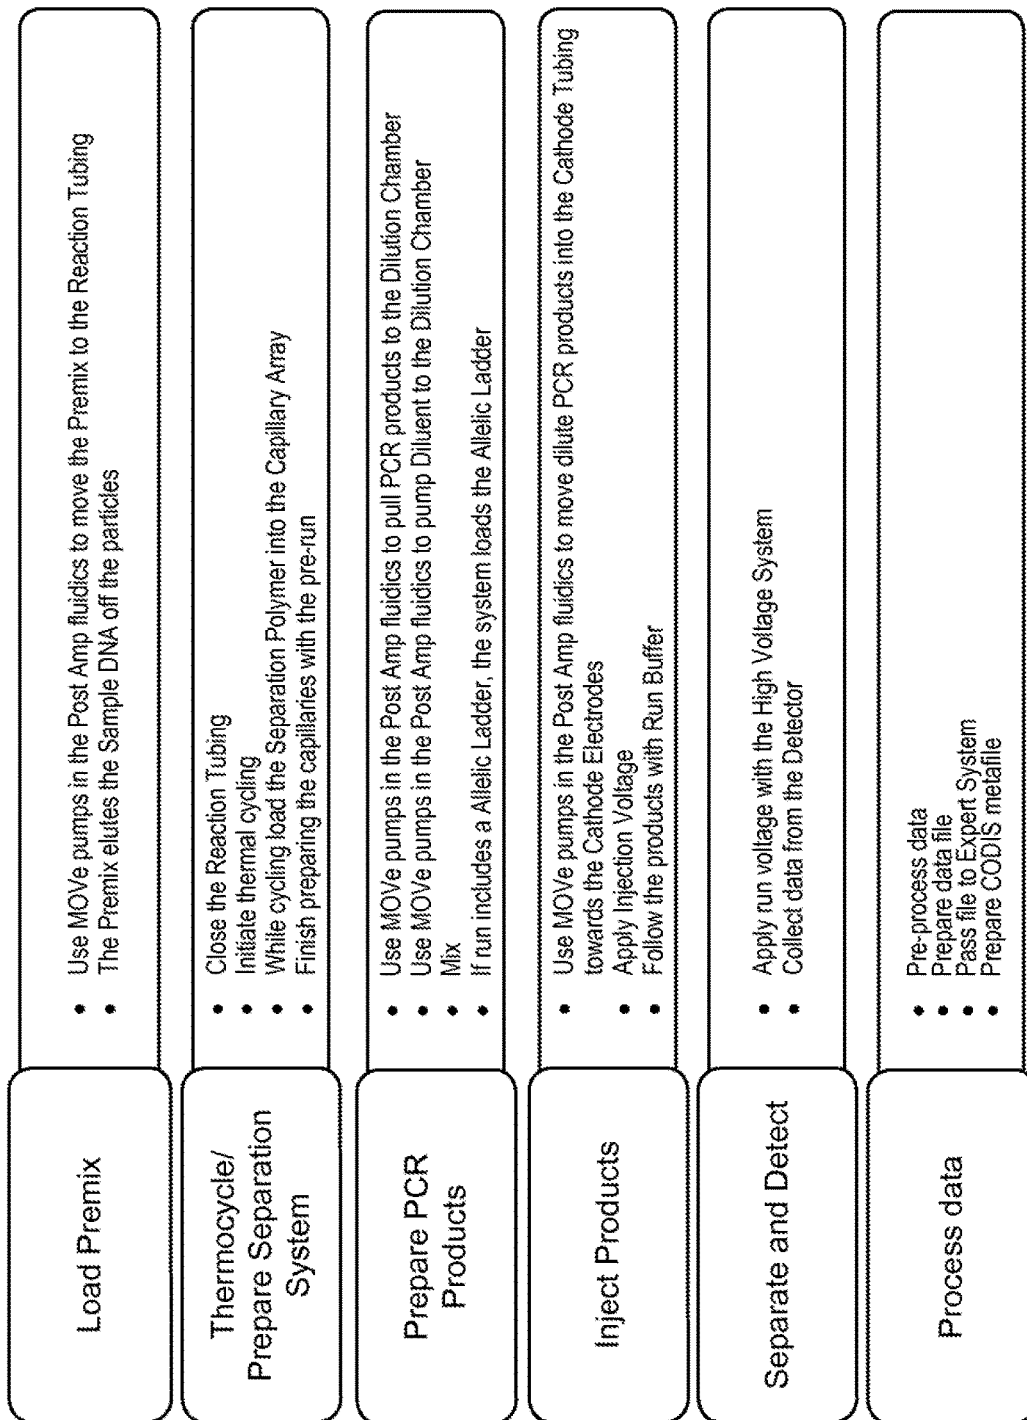 Load Premix
• Use MOVe pumps in the Post Amp fluidics to move the Premix to the Reaction Tubing
• The Premix elutes the Sample DNA off the particles
Thermocycle/
Prepare Separation
System
• Close the Reaction Tubing
• Initiate thermal cycling
• While cycling load the Separation Polymer into the Capillary Array
• Finish preparing the capillaries with the pre-run
Prepare PCR
Products
• Use MOVe pumps in the Post Amp fluidics to pull PCR products to the Dilution Chamber
• Use MOVe pumps in the Post Amp fluidics to pump Diluent to the Dilution Chamber
• Mix
• If run includes a Allelic Ladder, the system loads the Allelic Ladder
Inject Products
• Use MOVe pumps in the Post Amp fluidics to move dilute PCR products into the Cathode Tubing
towards the Cathode Electrodes
• Apply Injection Voltage
• Follow the products with Run Buffer
Separate and Detect
• Apply run voltage with the High Voltage System
• Collect data from the Detector
Process data
• Pre-process data
• Prepare data file
• Pass file to Expert System
• Prepare CODIS metafile